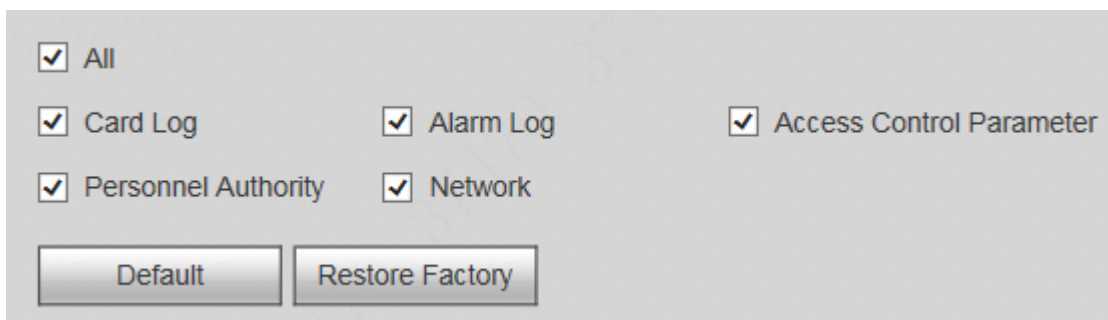 All
Card Log Alarm Log Access Control Parameter
Personnel Authority Network
Default Restore Factory